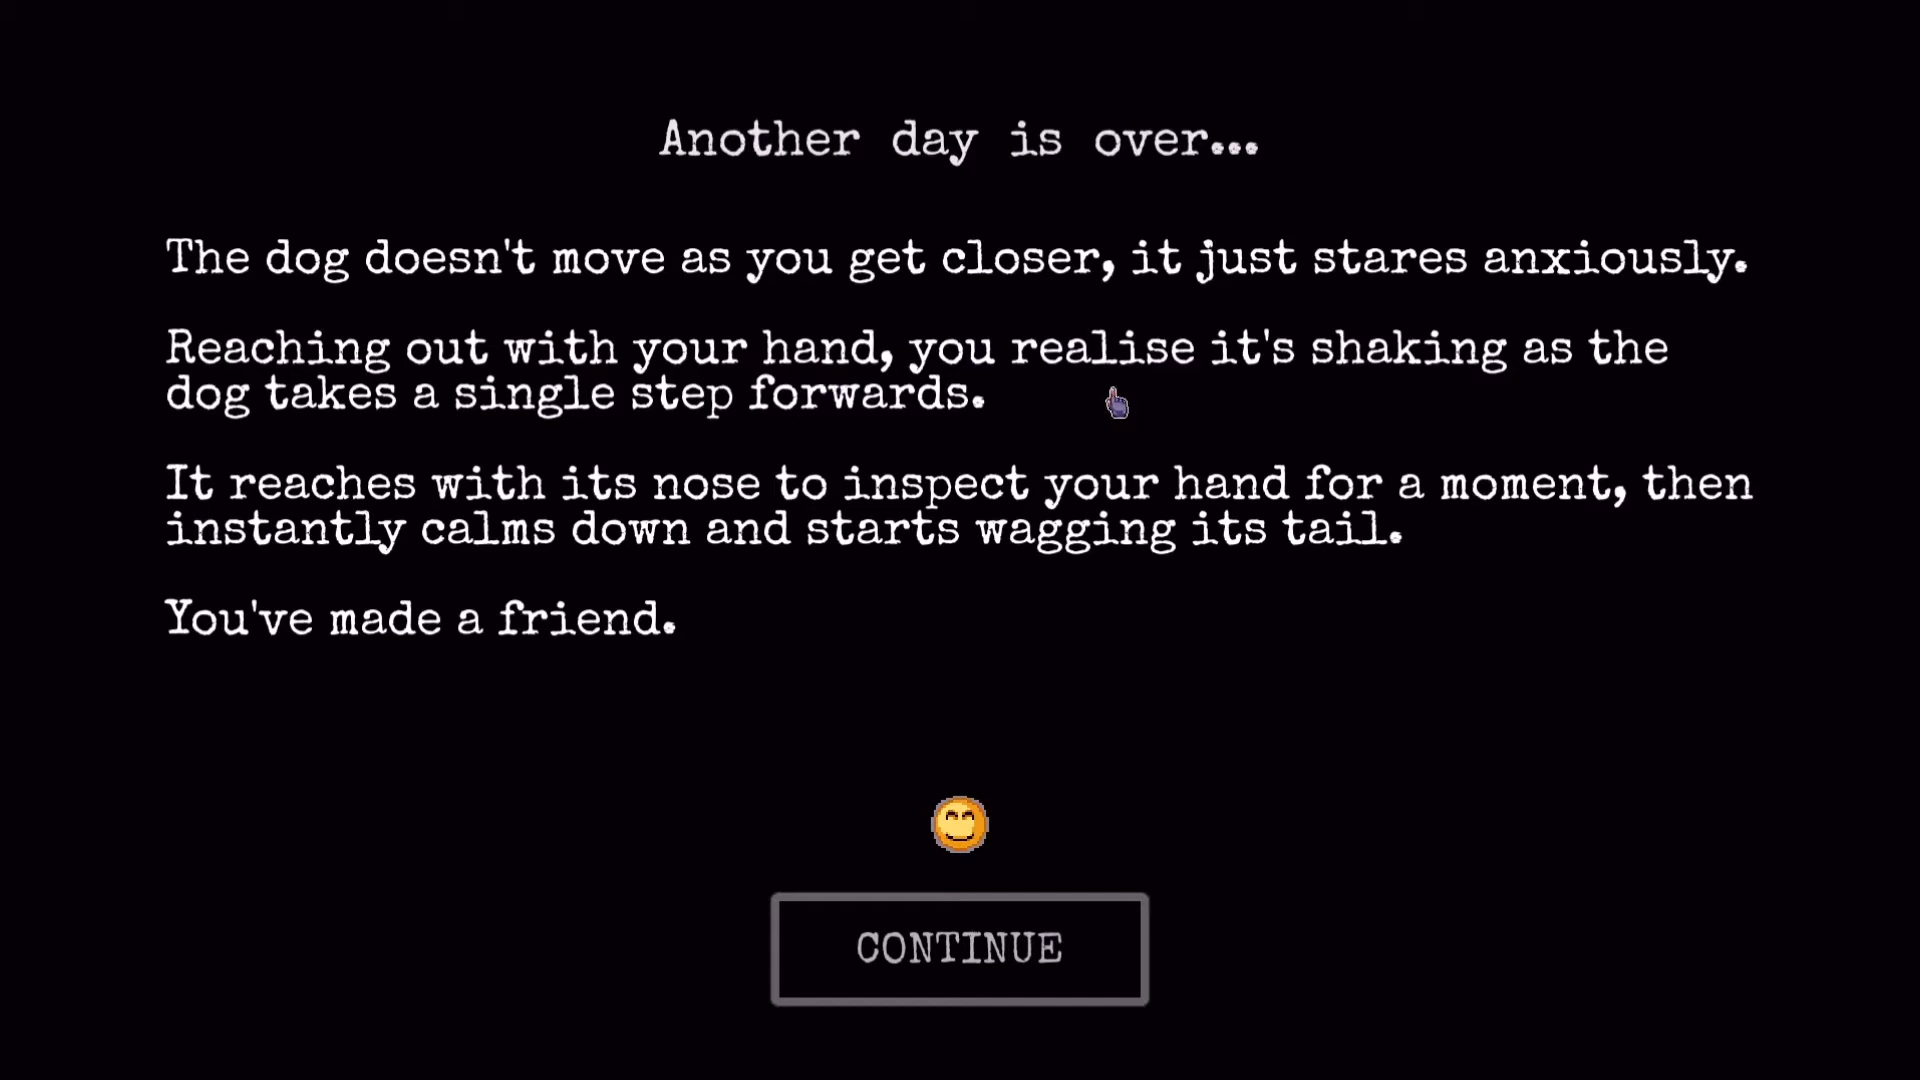 Another day is over...
The dog doesn't move as you get closer, it just stares anxiously.
Reaching out with your hand, you realise it's shaking as the
dog takes a single step forwards.
It reaches with its nose to inspect your hand for a moment, then
instantly calms down and starts wagging its tail.
You've made a friend.
CONTINUE